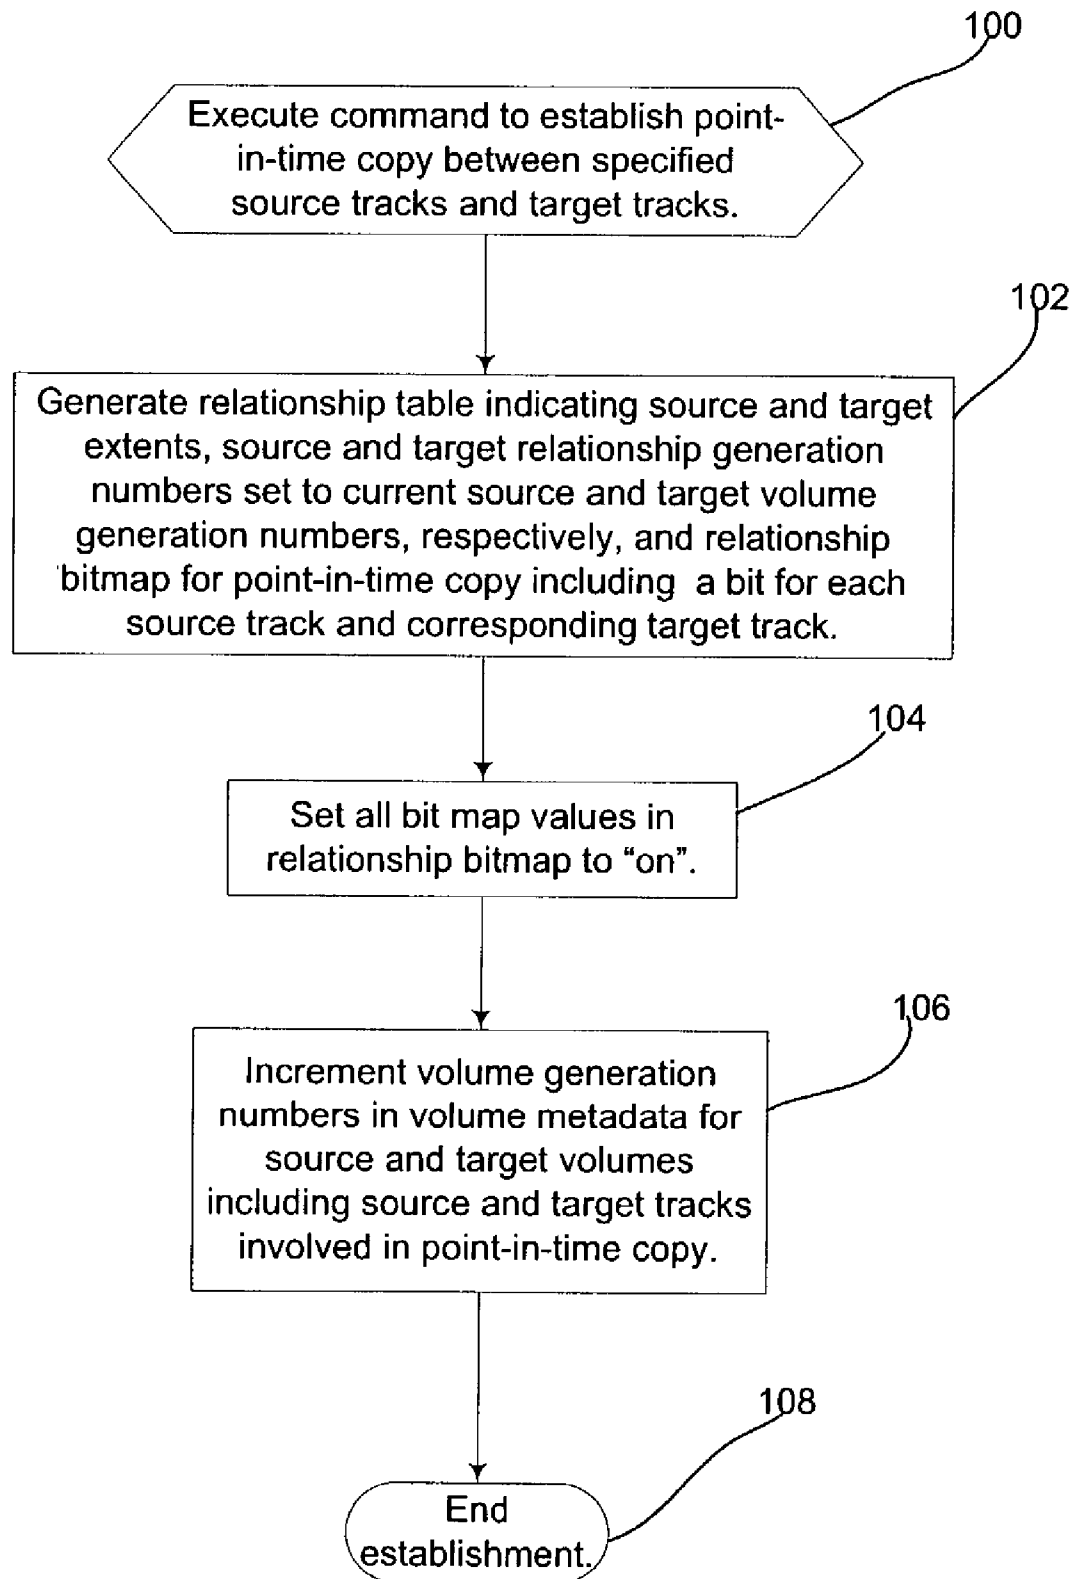 100
Execute command to establish point-
in-time copy between specified
source tracks and target tracks.
102
Generate relationship table indicating source and target
extents, source and target relationship generation
numbers set to current source and target volume
generation numbers, respectively, and relationship
bitmap for point-in-time copy including a bit for each
source track and corresponding target track.
104
Set all bit map values in
relationship bitmap to “on”.
106
Increment volume generation
numbers in volume metadata for
source and target volumes
including source and target tracks
involved in point-in-time copy.
108
End
establishment.